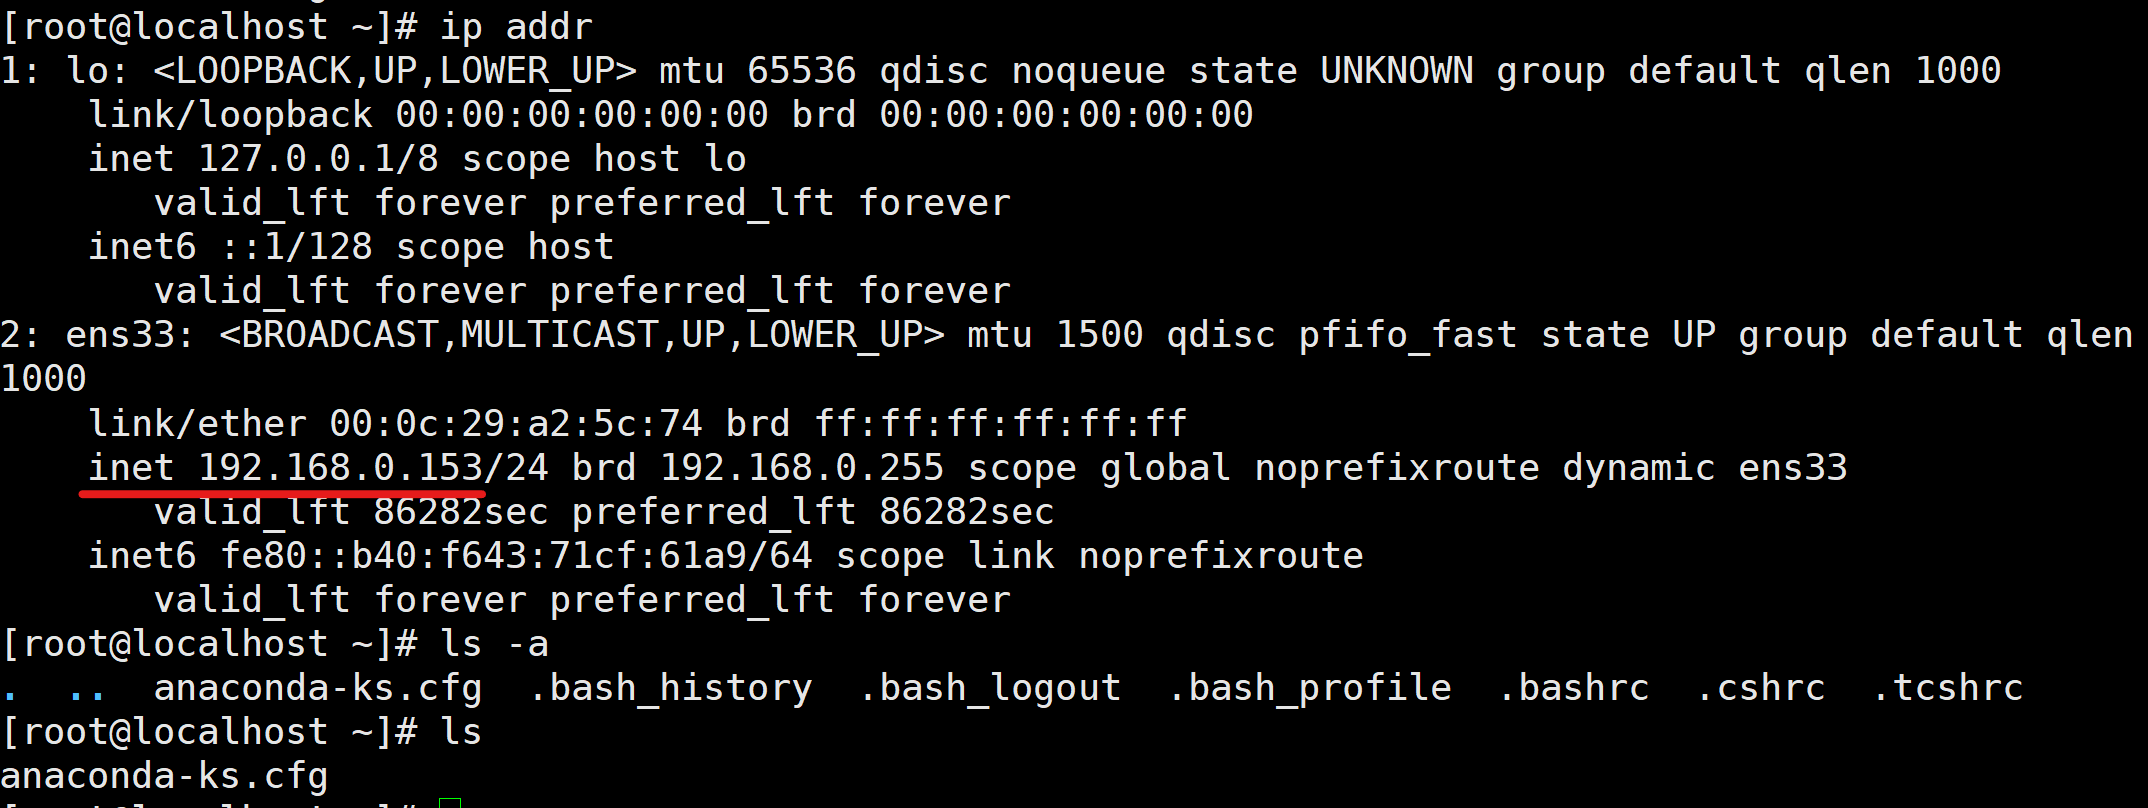 [root@localhost ~]# ip addr
1: lo: <LOOPBACK,UP,LOWER_UP> mtu 65536 qdisc noqueue state UNKNOWN group default qlen 1000
    link/loopback 00:00:00:00:00:00 brd 00:00:00:00:00:00
    inet 127.0.0.1/8 scope host lo
       valid_lft forever preferred_lft forever
    inet6 ::1/128 scope host
       valid_lft forever preferred_lft forever
2: ens33: <BROADCAST,MULTICAST,UP,LOWER_UP> mtu 1500 qdisc pfifo_fast state UP group default qlen
1000
    link/ether 00:0c:29:a2:5c:74 brd ff:ff:ff:ff:ff:ff
    inet 192.168.0.153/24 brd 192.168.0.255 scope global noprefixroute dynamic ens33
       valid_lft 86282sec preferred_lft 86282sec
    inet6 fe80::b40:f643:71cf:61a9/64 scope link noprefixroute
       valid_lft forever preferred_lft forever
[root@localhost ~]# ls -a
.  ..  anaconda-ks.cfg  .bash_history  .bash_logout  .bash_profile  .bashrc  .cshrc  .tcshrc
[root@localhost ~]# ls
anaconda-ks.cfg